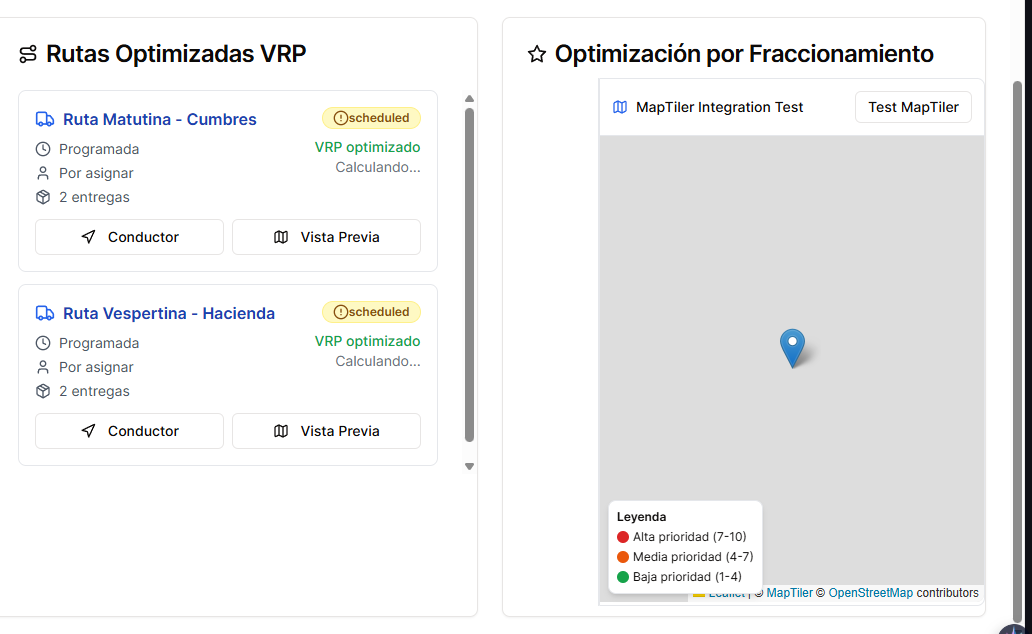 Rutas Optimizadas VRP
Ruta Matutina - Cumbres
scheduled
Programada
VRP optimizado
Por asignar
Calculando...
2 entregas
Conductor
Vista Previa
Ruta Vespertina - Hacienda
scheduled
Programada
VRP optimizado
Por asignar
Calculando...
2 entregas
Conductor
Vista Previa
Optimización por Fraccionamiento
MapTiler Integration Test
Test MapTiler
Leyenda
Alta prioridad (7-10)
Media prioridad (4-7)
Baja prioridad (1-4)
Leaflet | © MapTiler © OpenStreetMap contributors